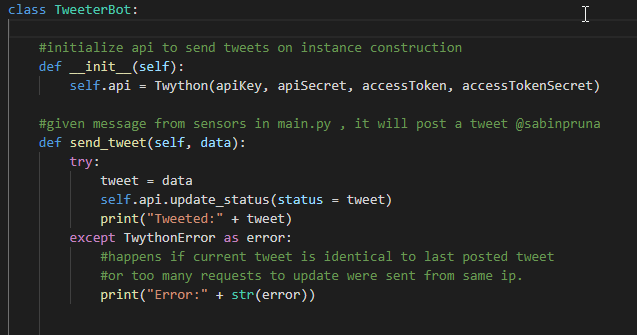 class TweeterBot:
#initialize api to send tweets on instance construction
def __init__(self):
self.api = Twython(apiKey, apiSecret, accessToken, accessTokenSecret)
#given message from sensors in main.py , it will post a tweet @sabinpruna
def send_tweet(self, data):
try:
tweet = data
self.api.update_status(status = tweet)
print("Tweeted:" + tweet)
except TwythonError as error:
#happens if current tweet is identical to last posted tweet
#or too many requests to update were sent from same ip.
print("Error:" + str(error))